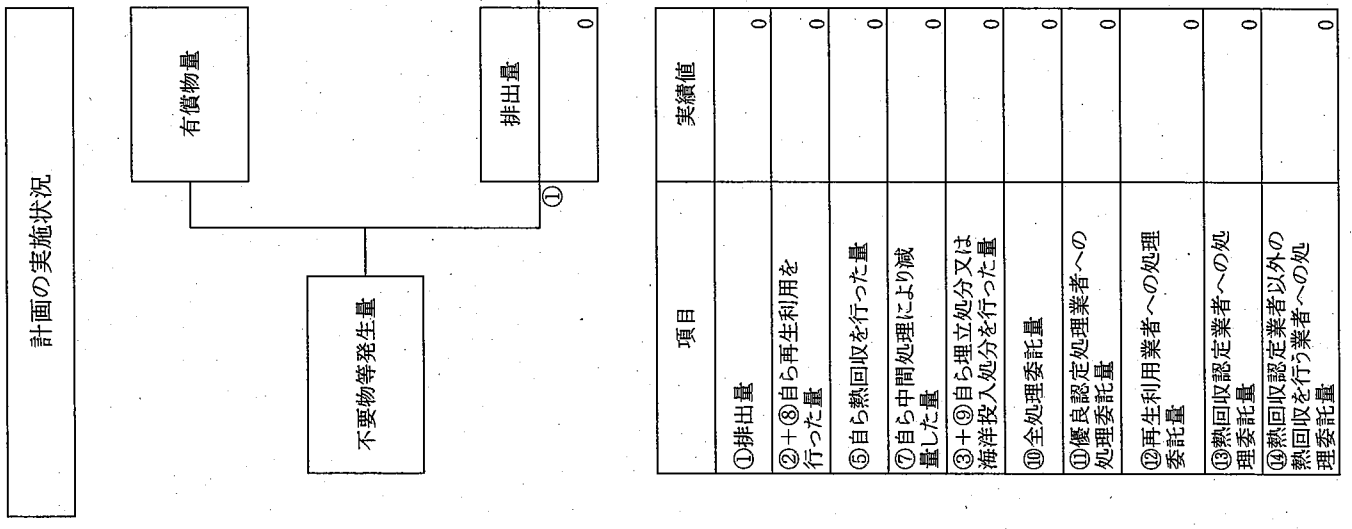 計画の実施状況
有償物量
不要物等発生量
①
排出量
0
項目
実績値
①排出量
0
②+⑧自ら再生利用を
行った量
0
⑤自ら熱回収を行った量
0
⑦自ら中間処理により減
量した量
0
③+⑨自ら埋立処分又は
海洋投入処分を行った量
0
⑩全処理委託量
0
⑪優良認定処理業者への
処理委託量
0
⑫再生利用業者への処理
委託量
0
⑬熱回収認定業者への処
理委託量
0
⑭熱回収認定業者以外の
熱回収を行う業者への処
理委託量
0